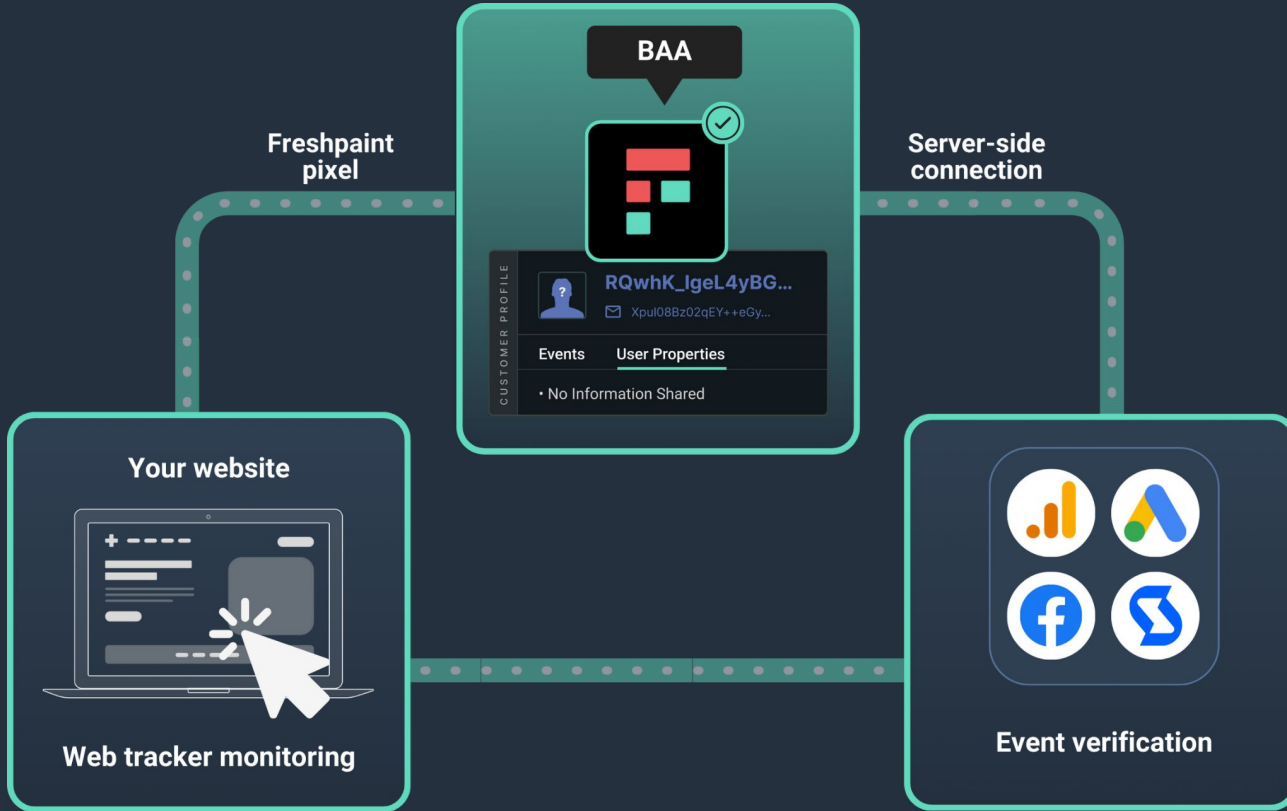 BAA
Freshpaint
pixel
Server-side
connection
CUSTOMER PROFILE
?
RQwhK_IgeL4yBG...
Xpul08Bz02qEY++eGy...
Events
User Properties
• No Information Shared
Your website
Web tracker monitoring
Event verification